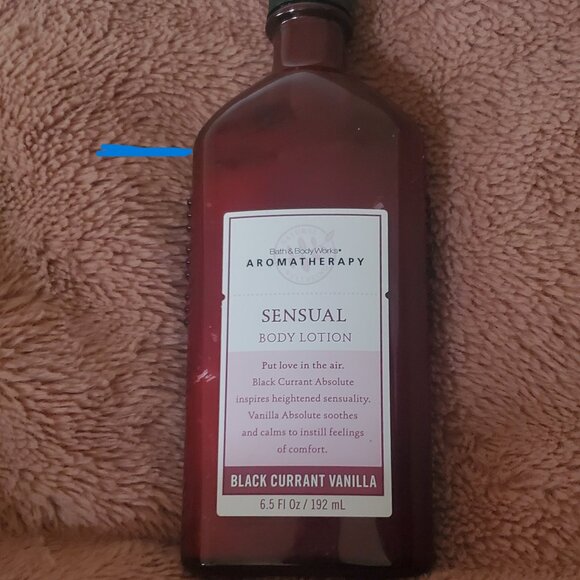 Bath & Body Works®
AROMATHERAPY
SENSUAL
BODY LOTION
Put love in the air.
Black Currant Absolute
inspires heightened sensuality.
Vanilla Absolute soothes
and calms to instill feelings
of comfort.
BLACK CURRANT VANILLA
6.5 Fl Oz / 192 mL